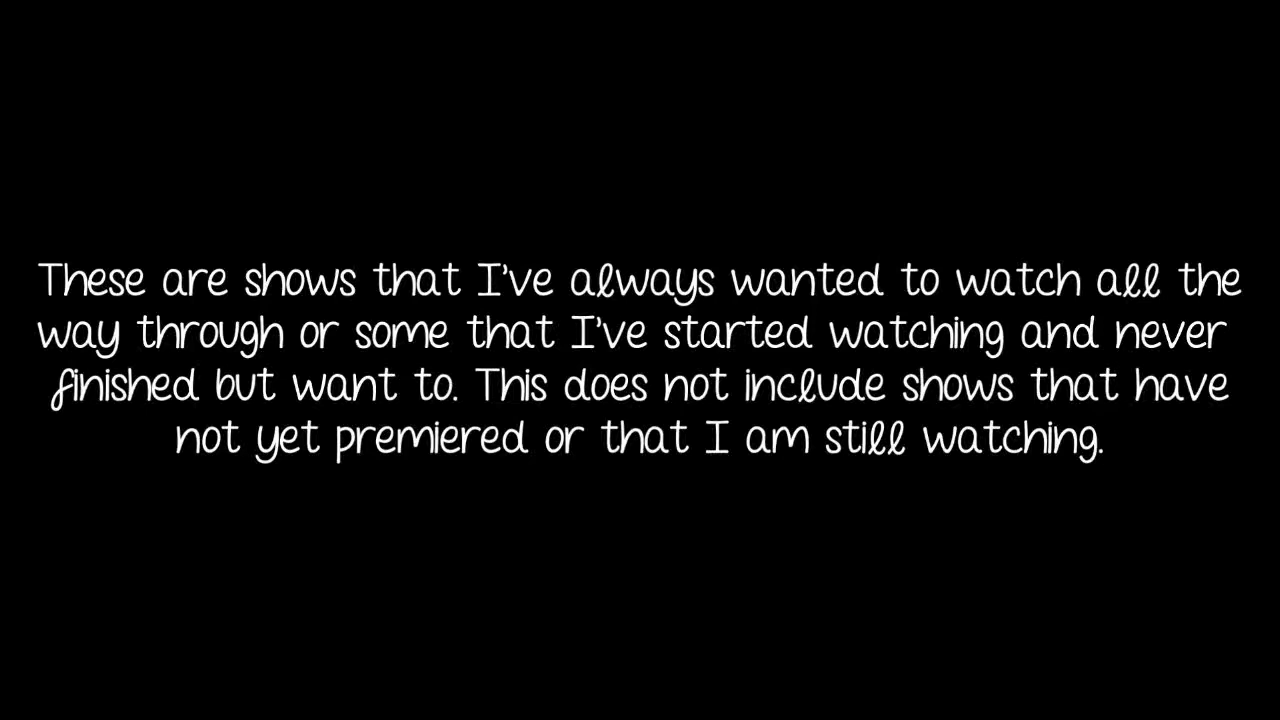 These are shows that I've always wanted to watch all the
way through or some that I've started watching and never
finished but want to. This does not include shows that have
not yet premiered or that I am still watching.